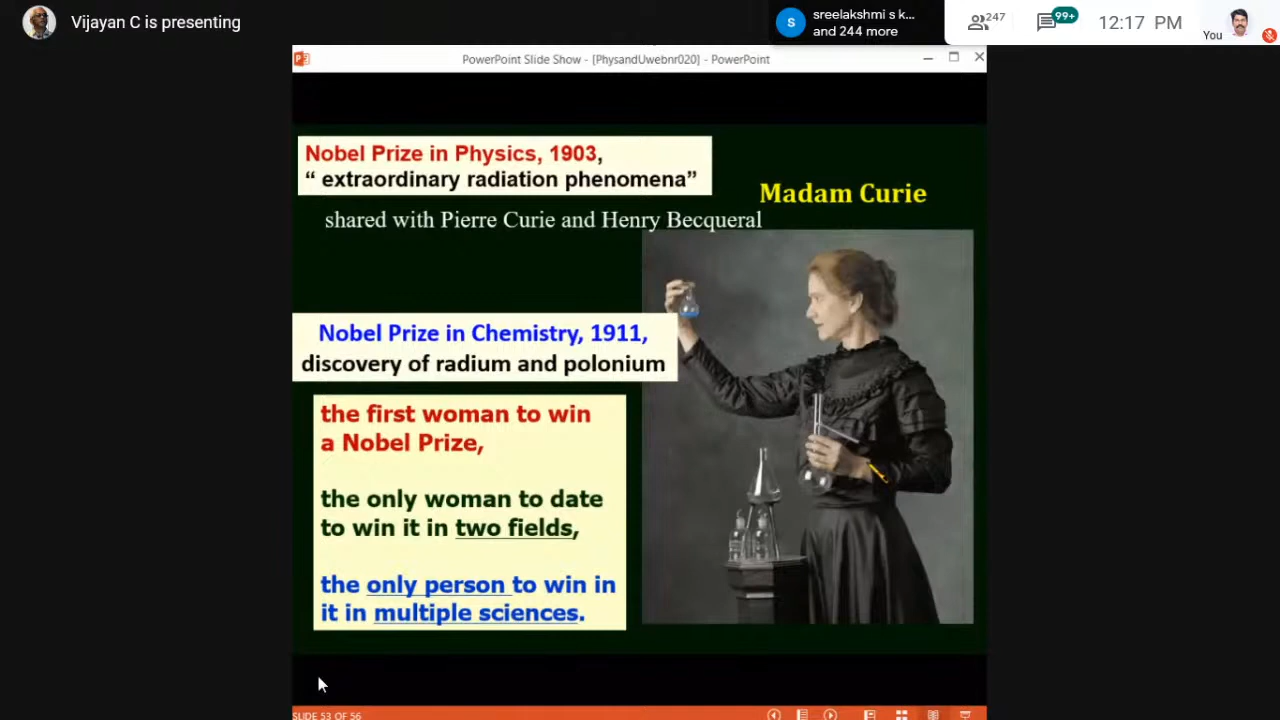 Vijayan C is presenting
S
sreelakshmi s k...
and 244 more
247
99+
12:17 PM
You
PowerPoint Slide Show - [PhysandUwebnr020] - PowerPoint
Nobel Prize in Physics, 1903,
“ extraordinary radiation phenomena”
Madam Curie
shared with Pierre Curie and Henry Becqueral
Nobel Prize in Chemistry, 1911,
discovery of radium and polonium
the first woman to win
a Nobel Prize,
the only woman to date
to win it in two fields,
the only person to win in
it in multiple sciences.
SLIDE 53 OF 56